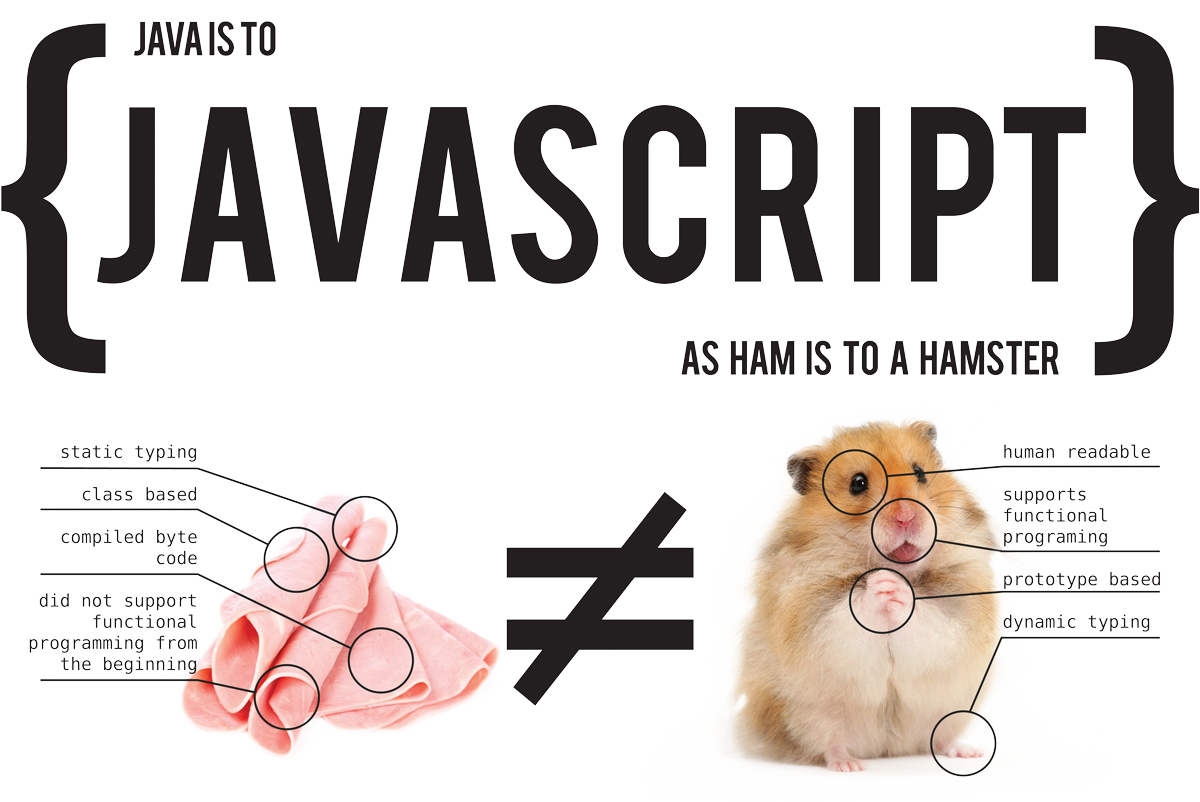 JAVA IS TO
{ JAVASCRIPT }
AS HAM IS TO A HAMSTER
static typing
class based
compiled byte
code
did not support
functional
programming from
the beginning
≠
human readable
supports
functional
programing
prototype based
dynamic typing